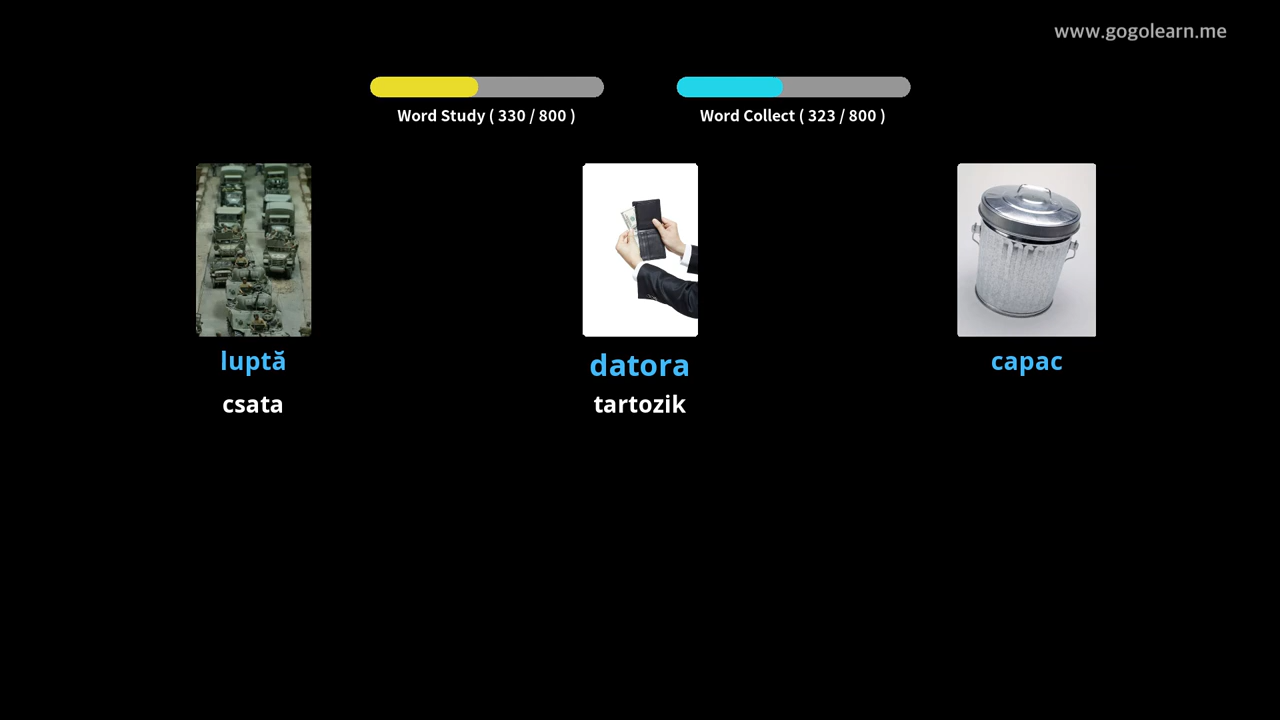 www.gogolearn.me
Word Study ( 330 / 800 )
Word Collect ( 323 / 800 )
luptă
datora
capac
csata
tartozik